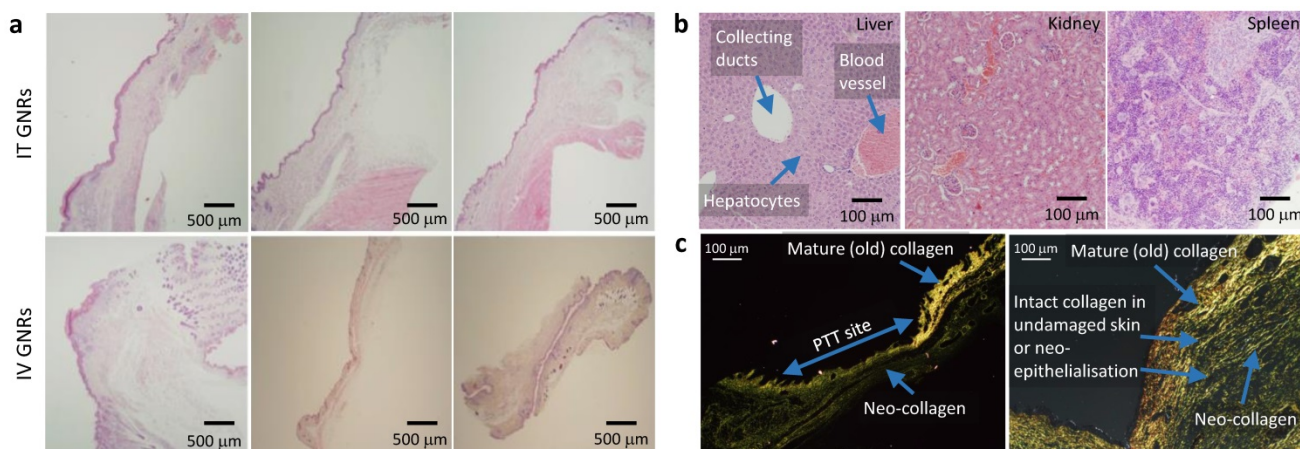 a
IT GNRs
500 µm
500 µm
500 µm
IV GNRs
500 µm
500 µm
500 µm
b
Liver
Collecting
ducts
Blood
vessel
Hepatocytes
100 µm
Kidney
100 µm
Spleen
100 µm
c
100 µm
Mature (old) collagen
PTT site
Neo-collagen
100 µm
Mature (old) collagen
Intact collagen in
undamaged skin
or neo-
epithelialisation
Neo-collagen